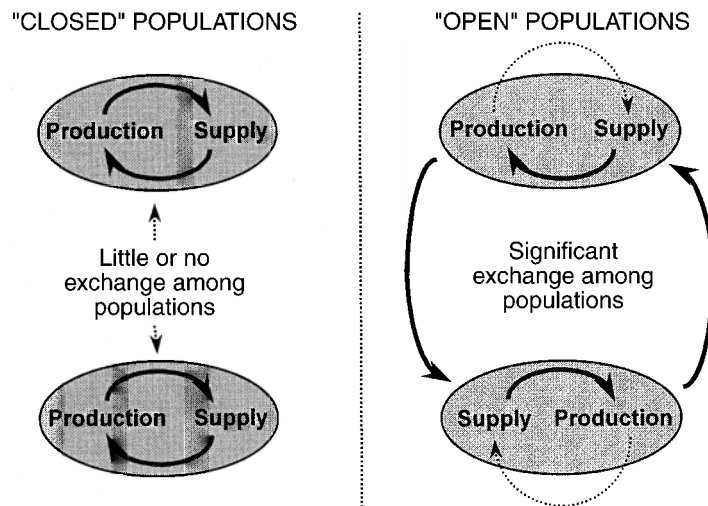 "CLOSED" POPULATIONS
Production Supply
Little or no
exchange among
populations
Production Supply
"OPEN" POPULATIONS
Production Supply
Significant
exchange among
populations
Supply Production